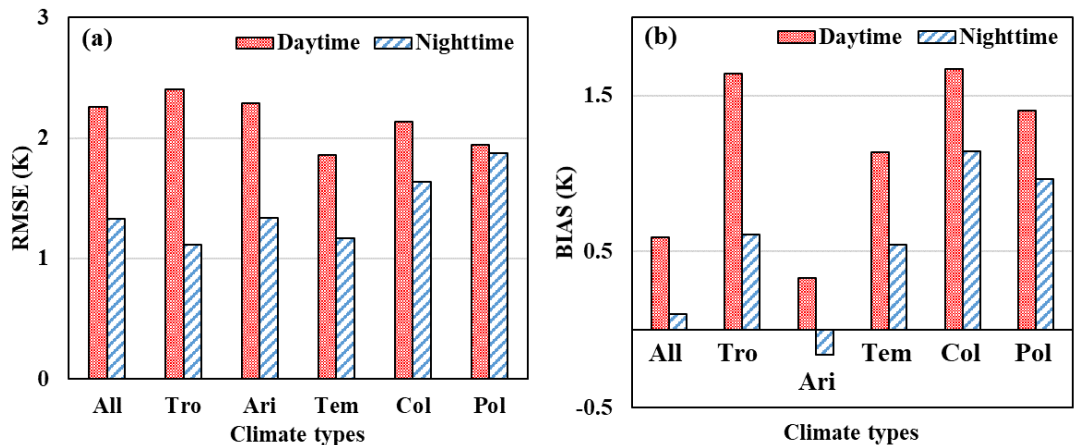 (a)
Daytime
Nighttime
RMSE (K)
3
2
1
0
All Tro Ari Tem Col Pol
Climate types
(b)
Daytime
Nighttime
BIAS (K)
1.5
0.5
-0.5
All Tro Ari Tem Col Pol
Climate types